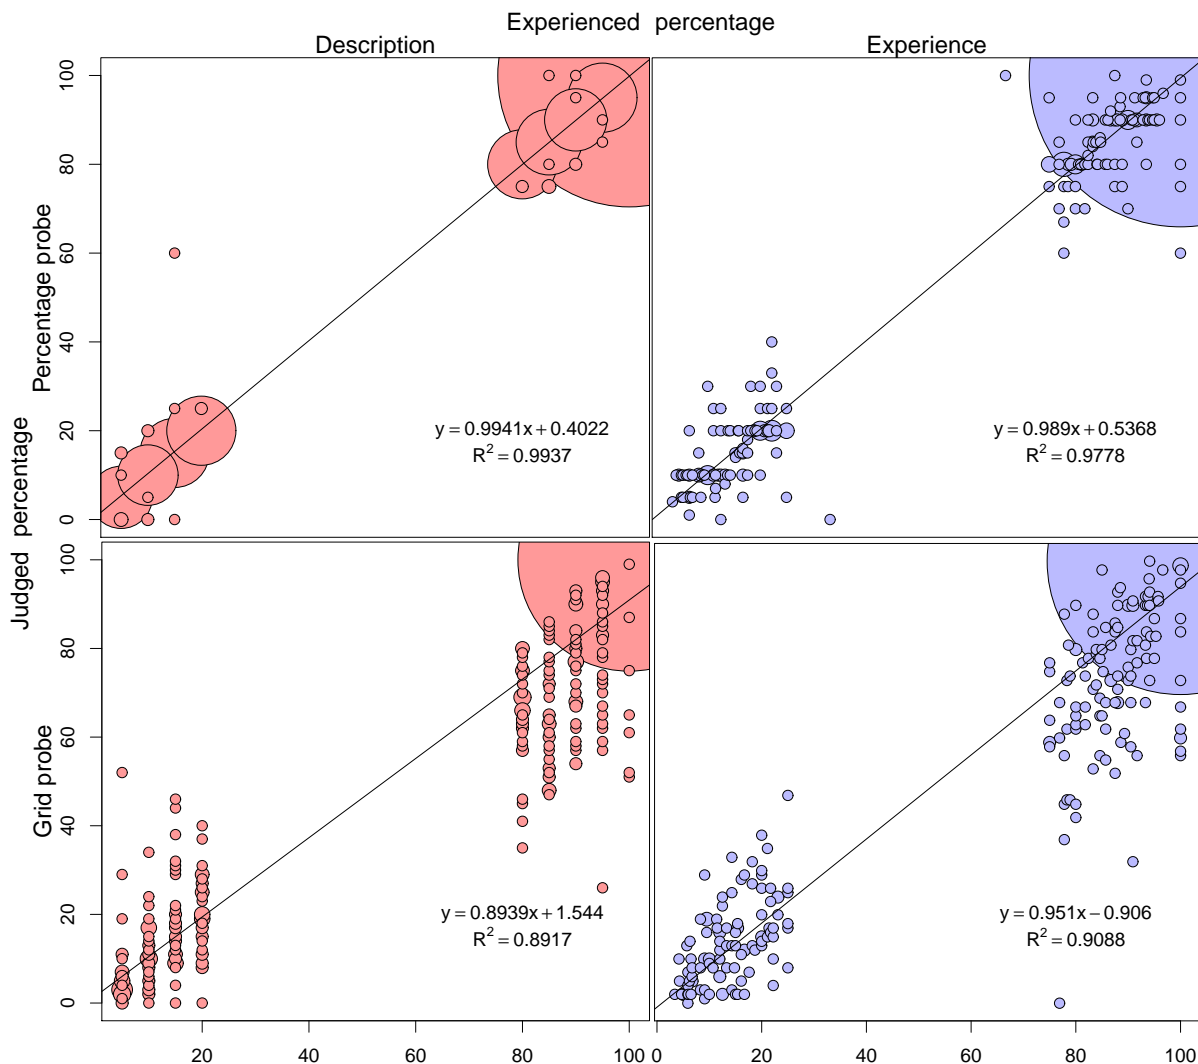 Experienced percentage
Description
Experience
Judged percentage
Percentage probe
100
80
60
40
20
0
y = 0.9941x + 0.4022
R² = 0.9937
y = 0.989x + 0.5368
R² = 0.9778
Grid probe
100
80
60
40
20
0
y = 0.8939x + 1.544
R² = 0.8917
y = 0.951x − 0.906
R² = 0.9088
20 40 60 80 100
0 20 40 60 80 100